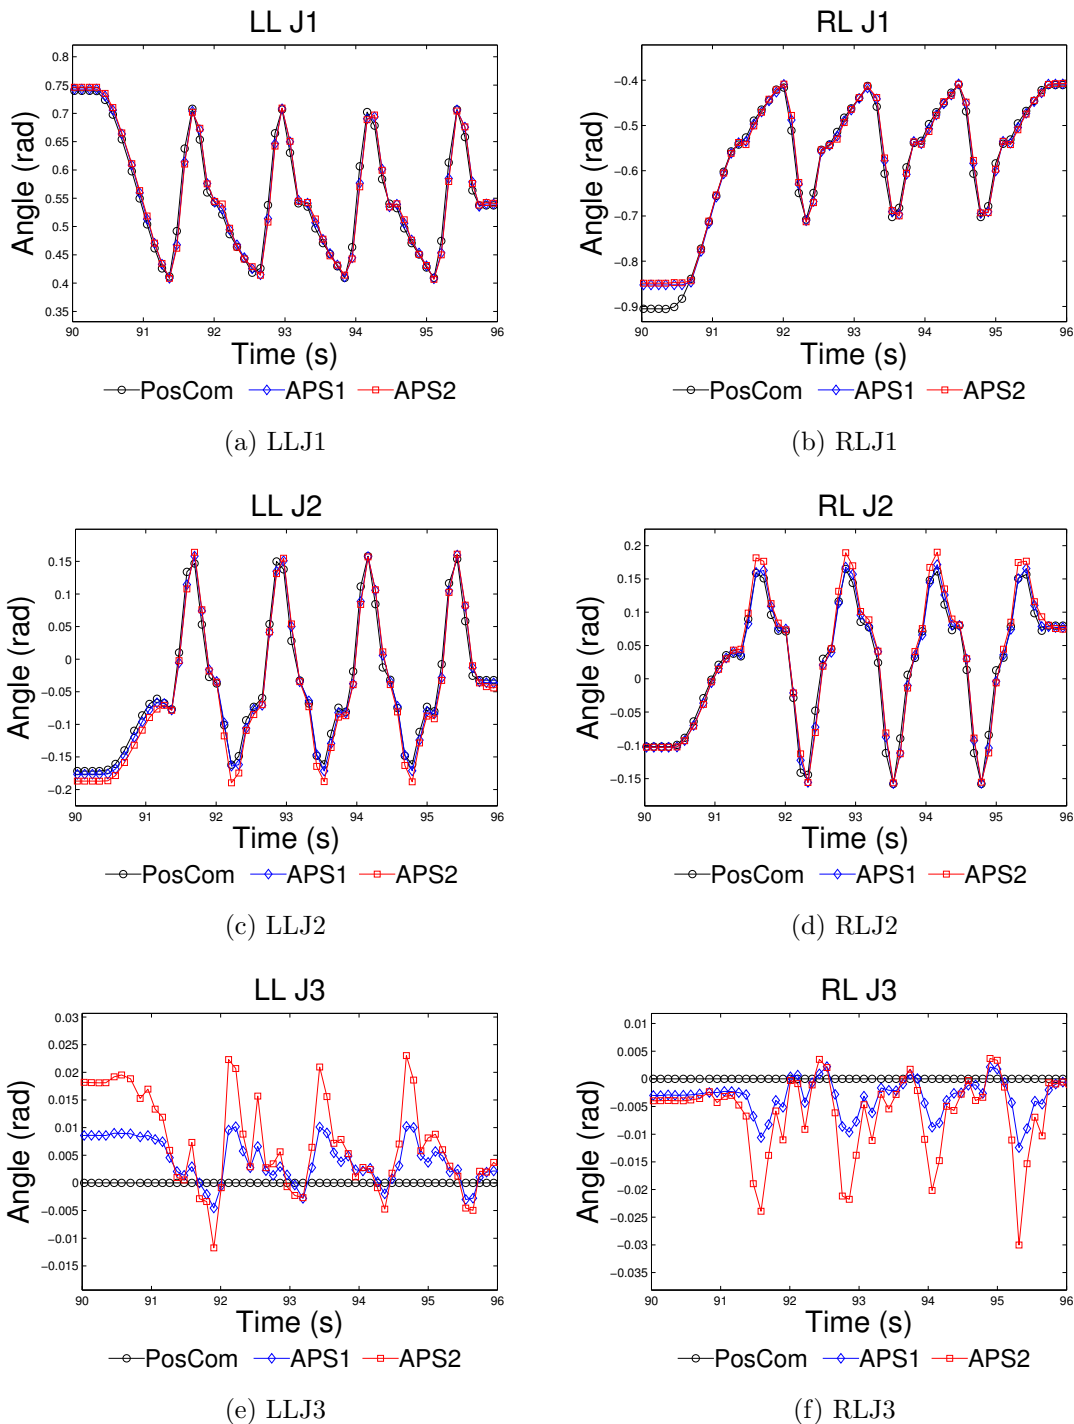 LL J1
0.8
0.75
0.7
0.65
0.6
0.55
0.5
0.45
0.4
0.35
90 91 92 93 94 95 96
Angle (rad)
Time (s)
PosCom APS1 APS2
(a) LLJ1
RL J1
−0.4
−0.5
−0.6
−0.7
−0.8
−0.9
90 91 92 93 94 95 96
Angle (rad)
Time (s)
PosCom APS1 APS2
(b) RLJ1
LL J2
0.15
0.1
0.05
0
−0.05
−0.1
−0.15
−0.2
90 91 92 93 94 95 96
Angle (rad)
Time (s)
PosCom APS1 APS2
(c) LLJ2
RL J2
0.2
0.15
0.1
0.05
0
−0.05
−0.1
−0.15
90 91 92 93 94 95 96
Angle (rad)
Time (s)
PosCom APS1 APS2
(d) RLJ2
LL J3
0.03
0.025
0.02
0.015
0.01
0.005
0
−0.005
−0.01
−0.015
90 91 92 93 94 95 96
Angle (rad)
Time (s)
PosCom APS1 APS2
(e) LLJ3
RL J3
0.01
0.005
0
−0.005
−0.01
−0.015
−0.02
−0.025
−0.03
−0.035
90 91 92 93 94 95 96
Angle (rad)
Time (s)
PosCom APS1 APS2
(f) RLJ3